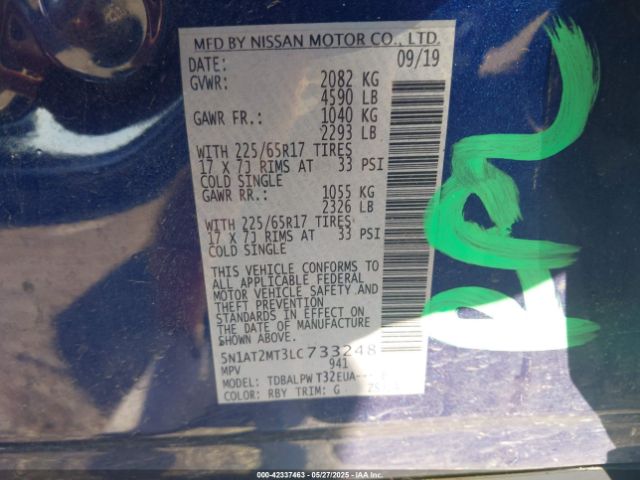 MFD BY NISSAN MOTOR CO., LTD.
DATE: 09/19
GVWR: 2082 KG
4590 LB
GAWR FR.: 1040 KG
2293 LB
WITH 225/65R17 TIRES
17 X 7J RIMS AT 33 PSI
COLD SINGLE
GAWR RR.: 1055 KG
2326 LB
WITH 225/65R17 TIRES
17 X 7J RIMS AT 33 PSI
COLD SINGLE
THIS VEHICLE CONFORMS TO
ALL APPLICABLE FEDERAL
MOTOR VEHICLE SAFETY AND
THEFT PREVENTION
STANDARDS IN EFFECT ON
THE DATE OF MANUFACTURE
SHOWN ABOVE.
5N1AT2MT3LC733248
MPV 941
MODEL: TDBALPW T32EUA
COLOR: RBY TRIM: G
000-42337463 - 05/27/2025 - COPYRIGHT IAA